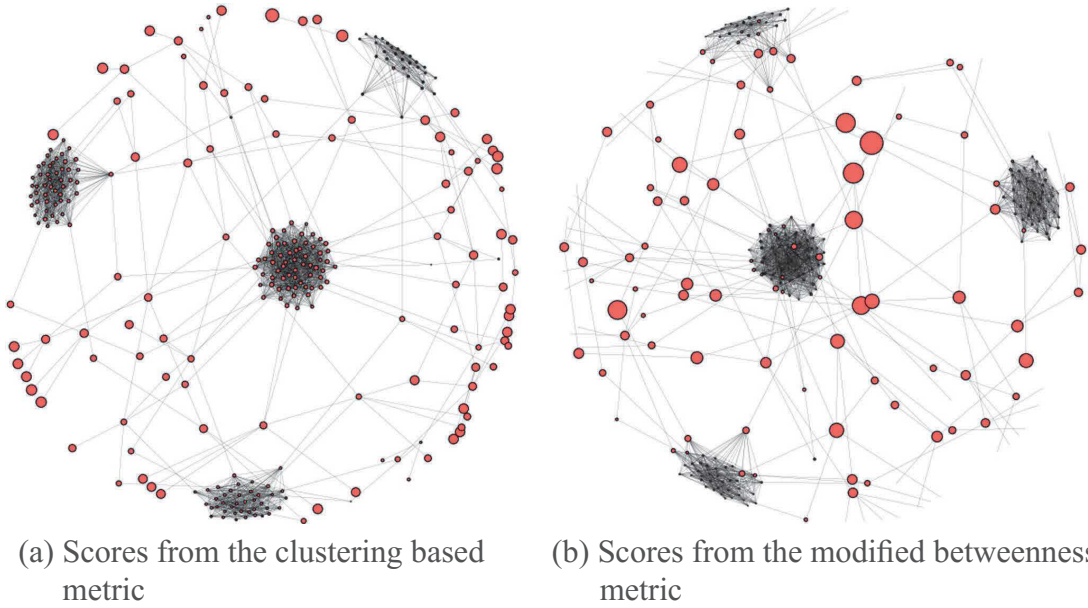 (a) Scores from the clustering based
metric
(b) Scores from the modified betweenness
metric